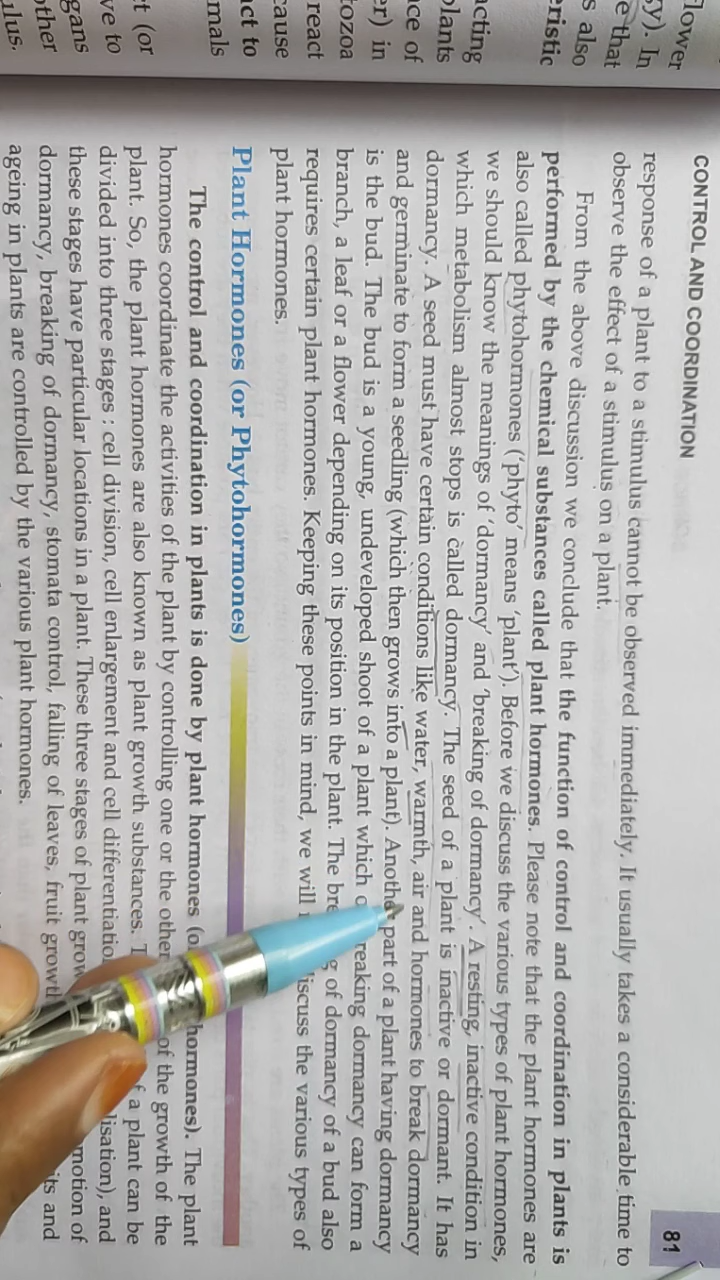 CONTROL AND COORDINATION
81
response of a plant to a stimulus cannot be observed immediately. It usually takes a considerable time to
observe the effect of a stimulus on a plant.
From the above discussion we conclude that the function of control and coordination in plants is
performed by the chemical substances called plant hormones. Please note that the plant hormones are
also called phytohormones ('phyto' means 'plant'). Before we discuss the various types of plant hormones,
we should know the meanings of 'dormancy' and 'breaking of dormancy'. A resting, inactive condition in
which metabolism almost stops is called dormancy. The seed of a plant is inactive or dormant. It has
dormancy. A seed must have certain conditions like water, warmth, air and hormones to break dormancy
and germinate to form a seedling (which then grows into a plant). Another part of a plant having dormancy
is the bud. The bud is a young, undeveloped shoot of a plant which on breaking dormancy can form a
branch, a leaf or a flower depending on its position in the plant. The of dormancy of a bud also
requires certain plant hormones. Keeping these points in mind, we will discuss the various types of
plant hormones.
Plant Hormones (or Phytohormones)
The control and coordination in plants is done by plant hormones ( hormones). The plant
hormones coordinate the activities of the plant by controlling one or the other of the growth of the
plant. So, the plant hormones are also known as plant growth substances. a plant can be
divided into three stages : cell division, cell enlargement and cell differentiation and
these stages have particular locations in a plant. These three stages of plant of
dormancy, breaking of dormancy, stomata control, falling of leaves, fruit and
ageing in plants are controlled by the various plant hormones.
flower
In
that
also
acting
plants
of
in
react
cause
to
(or
to